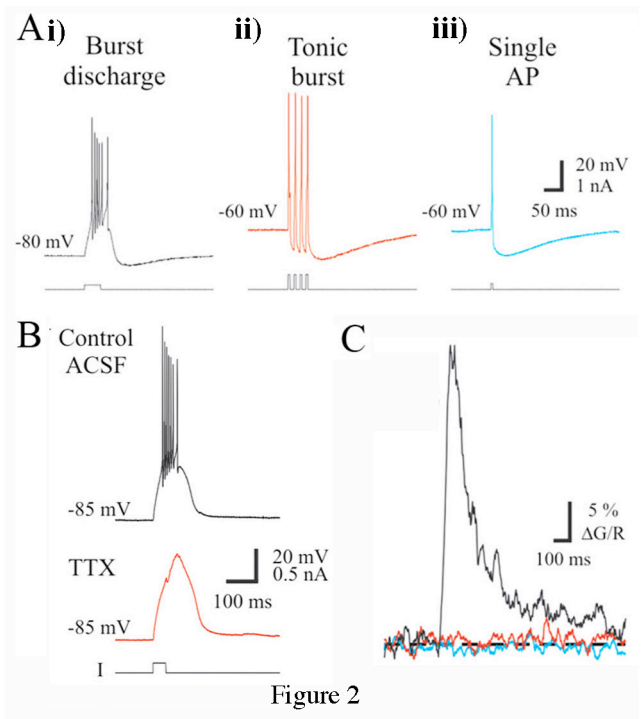 A i)
Burst
discharge
-80 mV
ii)
Tonic
burst
-60 mV
iii)
Single
AP
-60 mV
20 mV
1 nA
50 ms
B
Control
ACSF
-85 mV
TTX
-85 mV
20 mV
0.5 nA
100 ms
I
C
5 %
ΔG/R
100 ms
Figure 2